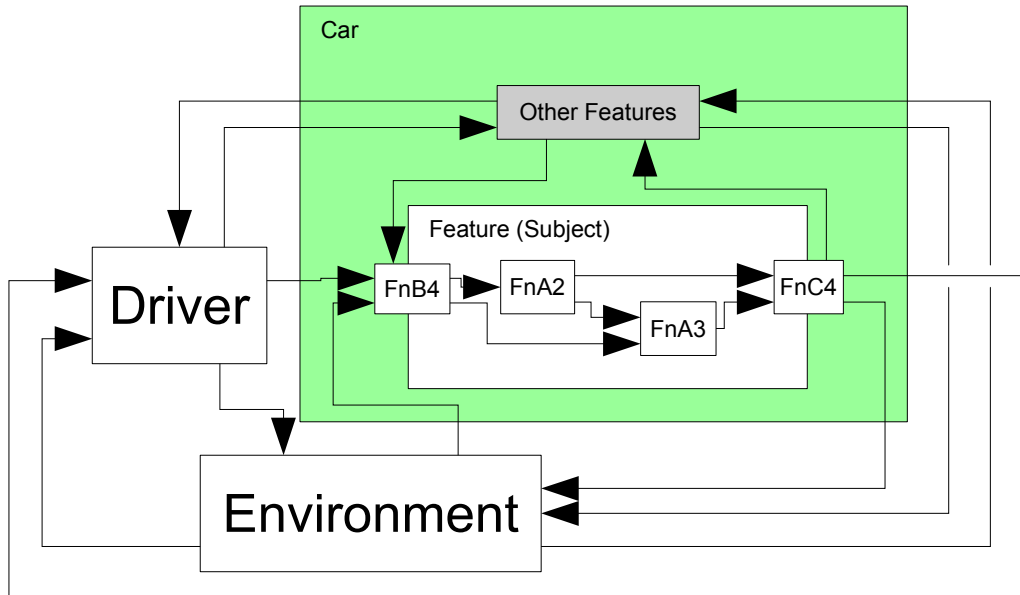 Car
Other Features
Feature (Subject)
FnB4
FnA2
FnC4
FnA3
Driver
Environment